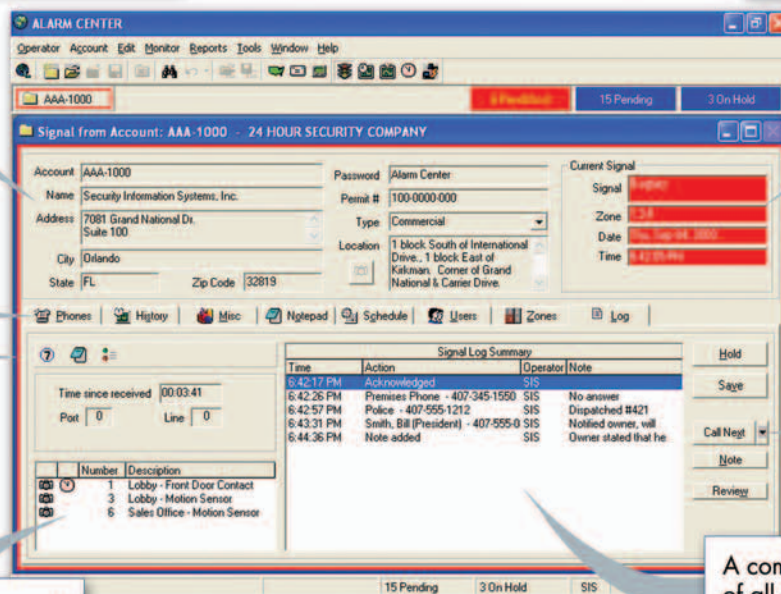 ALARM CENTER
Operator Account Edit Monitor Reports Tools Window Help
AAA-1000
15 Pending
3 On Hold
Signal from Account: AAA-1000 - 24 HOUR SECURITY COMPANY
Account AAA-1000
Name Security Information Systems, Inc.
Address 7081 Grand National Dr.
Suite 100
City Orlando
State FL Zip Code 32819
Password Alarm Center
Permit # 100-0000-000
Type Commercial
Location 1 block South of International
Drive., 1 block East of
Kirkman. Corner of Grand
National & Carrier Drive.
Current Signal
Signal
Zone
Date
Time
Phones History Misc Notepad Schedule Users Zones Log
Time since received 00:03:41
Port 0 Line 0
Number Description
1 Lobby - Front Door Contact
3 Lobby - Motion Sensor
6 Sales Office - Motion Sensor
Signal Log Summary
Time Action Operator Note
6:42:17 PM Acknowledged SIS
6:42:26 PM Premises Phone - 407-345-1550 SIS No answer
6:42:57 PM Police - 407-555-1212 SIS Dispatched #421
6:43:31 PM Smith, Bill (President) - 407-555-0 SIS Notified owner, will
6:44:36 PM Note added SIS Owner stated that he
Hold
Save
Call Next
Note
Review
15 Pending 3 On Hold SIS
A com
of all